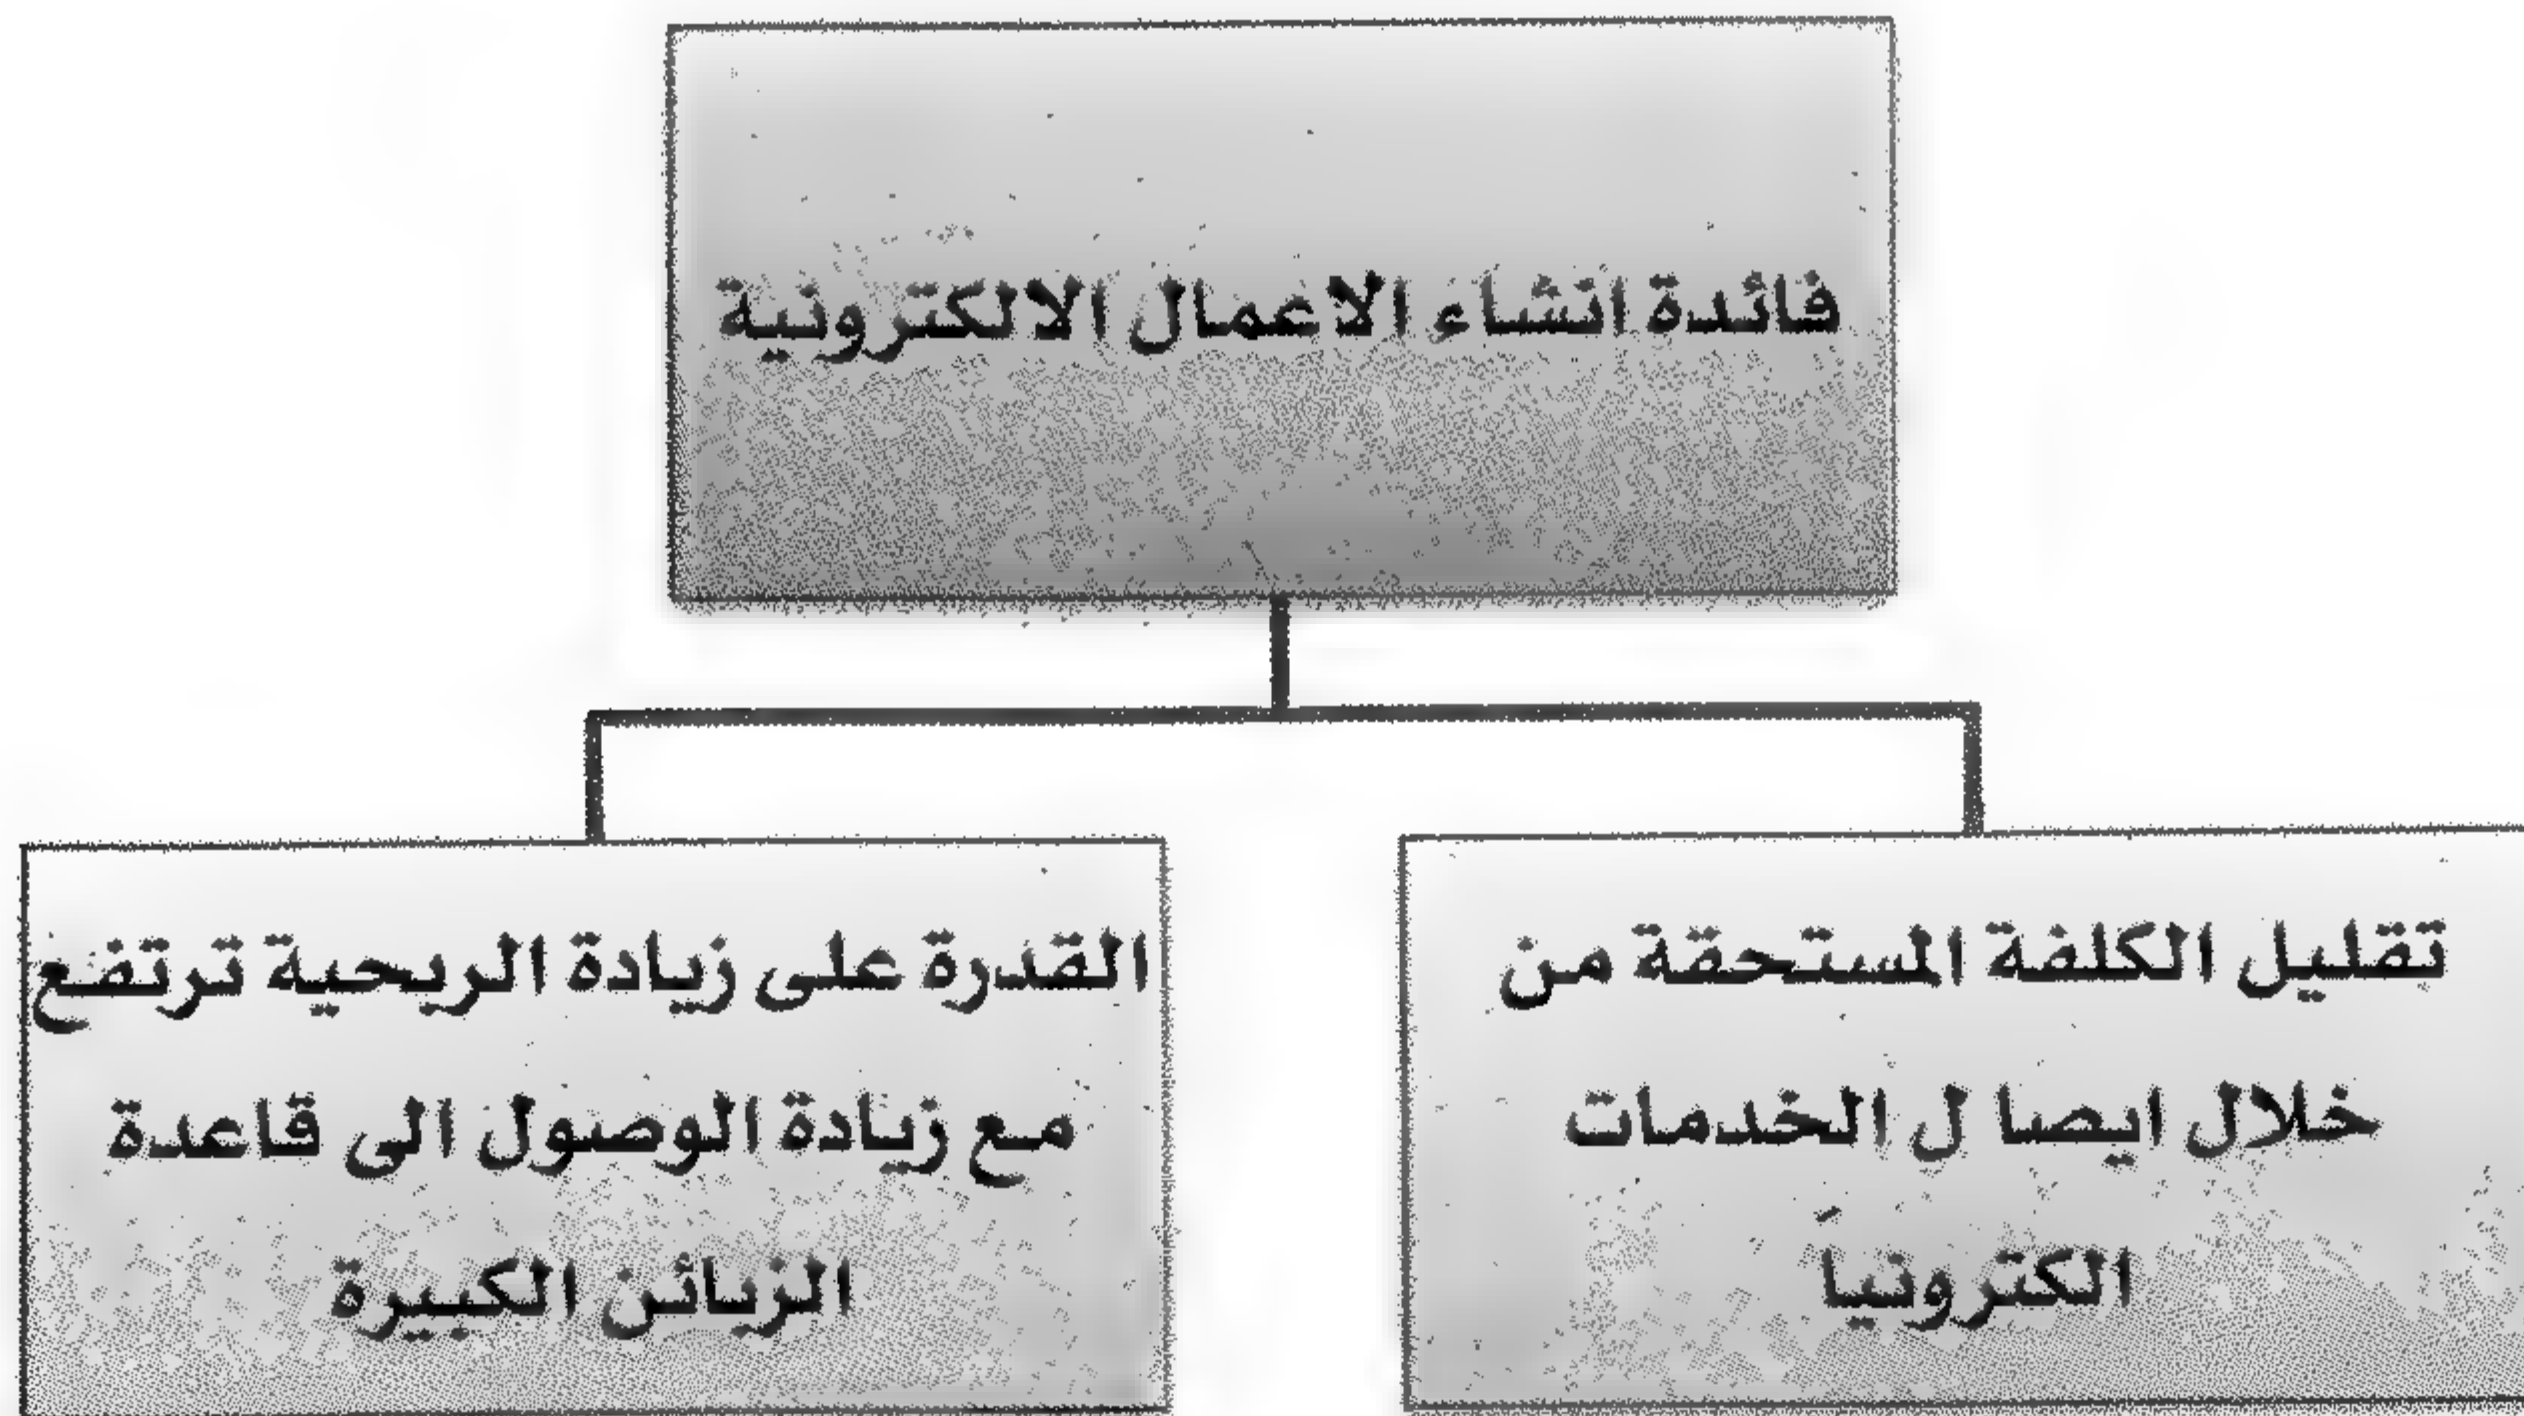 فائدة انشاء الاعمال الالكترونية
تقليل الكلفة المستحقة من
خلال ايصا ل الخدمات
الكترونياً
القدرة على زيادة الربحية ترتفع
مع زيادة الوصول الى قاعدة
الزبائن الكبيرة